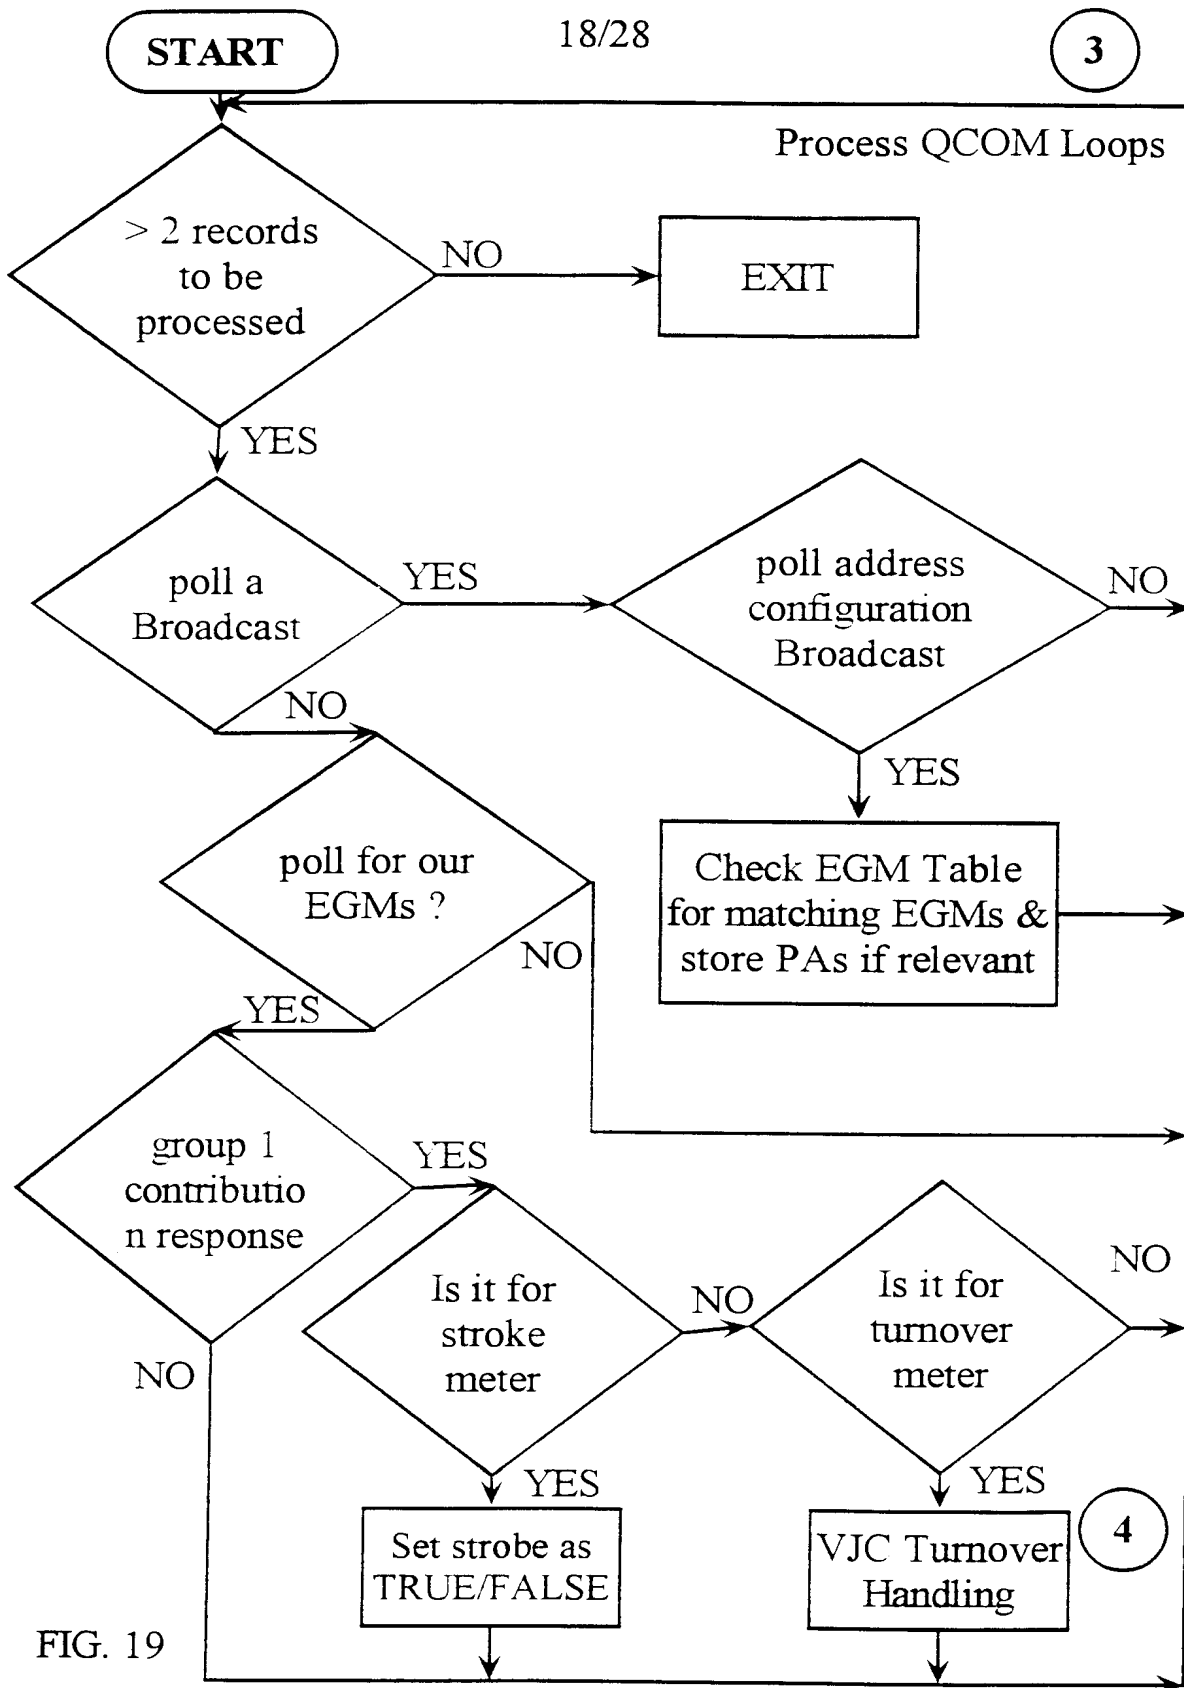 START
18/28
3
Process QCOM Loops
> 2 records
to be
processed
NO
EXIT
YES
poll a
Broadcast
YES
poll address
configuration
Broadcast
NO
NO
YES
poll for our
EGMs ?
NO
Check EGM Table
for matching EGMs &
store PAs if relevant
YES
group 1
contributio
n response
YES
NO
Is it for
stroke
meter
NO
Is it for
turnover
meter
NO
YES
Set strobe as
TRUE/FALSE
YES
VJC Turnover
Handling
4
FIG. 19